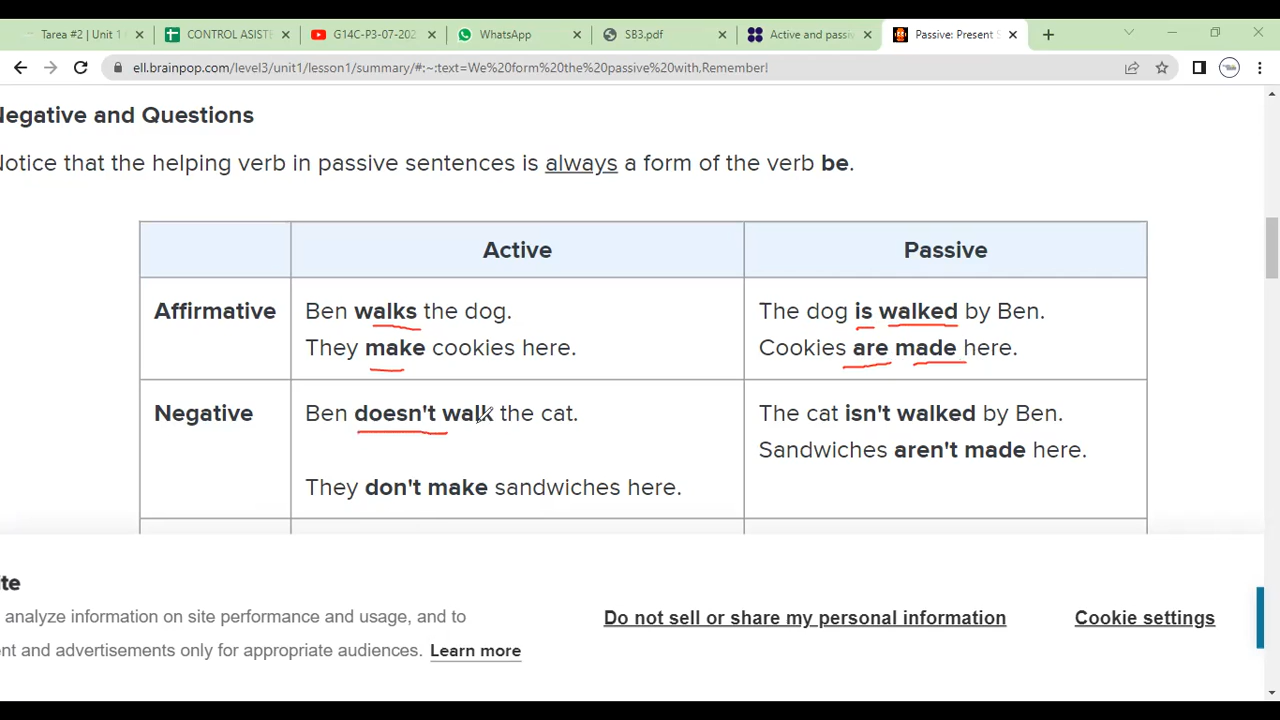 Tarea #2 | Unit 1
CONTROL ASIST
G14C-P3-07-202
WhatsApp
SB3.pdf
Active and passi
Passive: Present S
ell.brainpop.com/level3/unit1/lesson1/summary/#:~:text=We%20form%20the%20passive%20with,Remember!
Negative and Questions
Notice that the helping verb in passive sentences is always a form of the verb be.
Active
Passive
Affirmative
Ben walks the dog.
They make cookies here.
The dog is walked by Ben.
Cookies are made here.
Negative
Ben doesn't walk the cat.
They don't make sandwiches here.
The cat isn't walked by Ben.
Sandwiches aren't made here.
ite
analyze information on site performance and usage, and to
ent and advertisements only for appropriate audiences. Learn more
Do not sell or share my personal information
Cookie settings